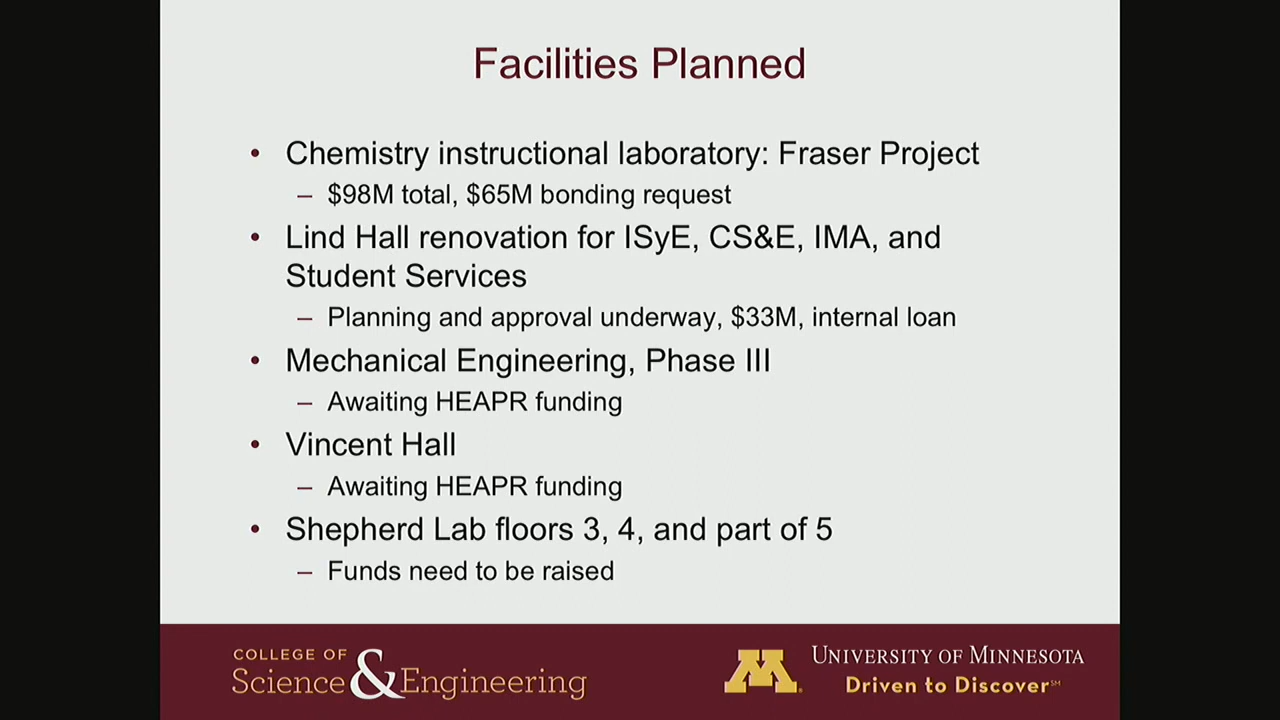 Facilities Planned
• Chemistry instructional laboratory: Fraser Project
– $98M total, $65M bonding request
• Lind Hall renovation for ISyE, CS&E, IMA, and
Student Services
– Planning and approval underway, $33M, internal loan
• Mechanical Engineering, Phase III
– Awaiting HEAPR funding
• Vincent Hall
– Awaiting HEAPR funding
• Shepherd Lab floors 3, 4, and part of 5
– Funds need to be raised
COLLEGE OF
Science & Engineering
M
UNIVERSITY OF MINNESOTA
Driven to Discover℠